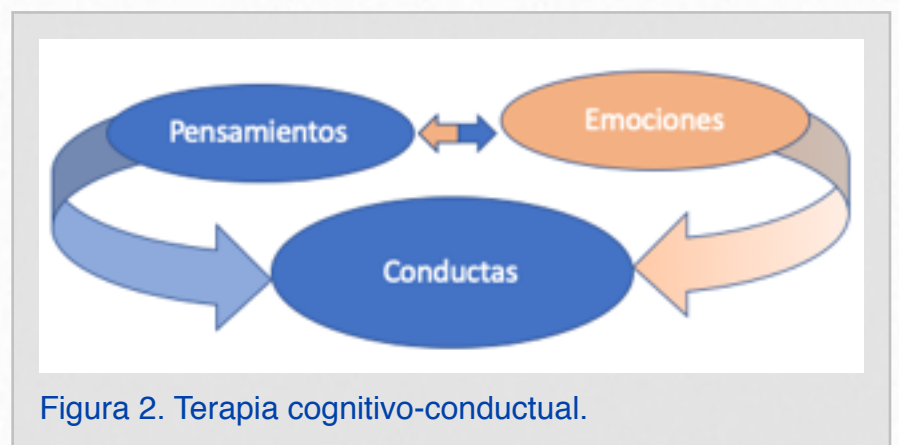 Pensamientos
Emociones
Conductas
Figura 2. Terapia cognitivo-conductual.